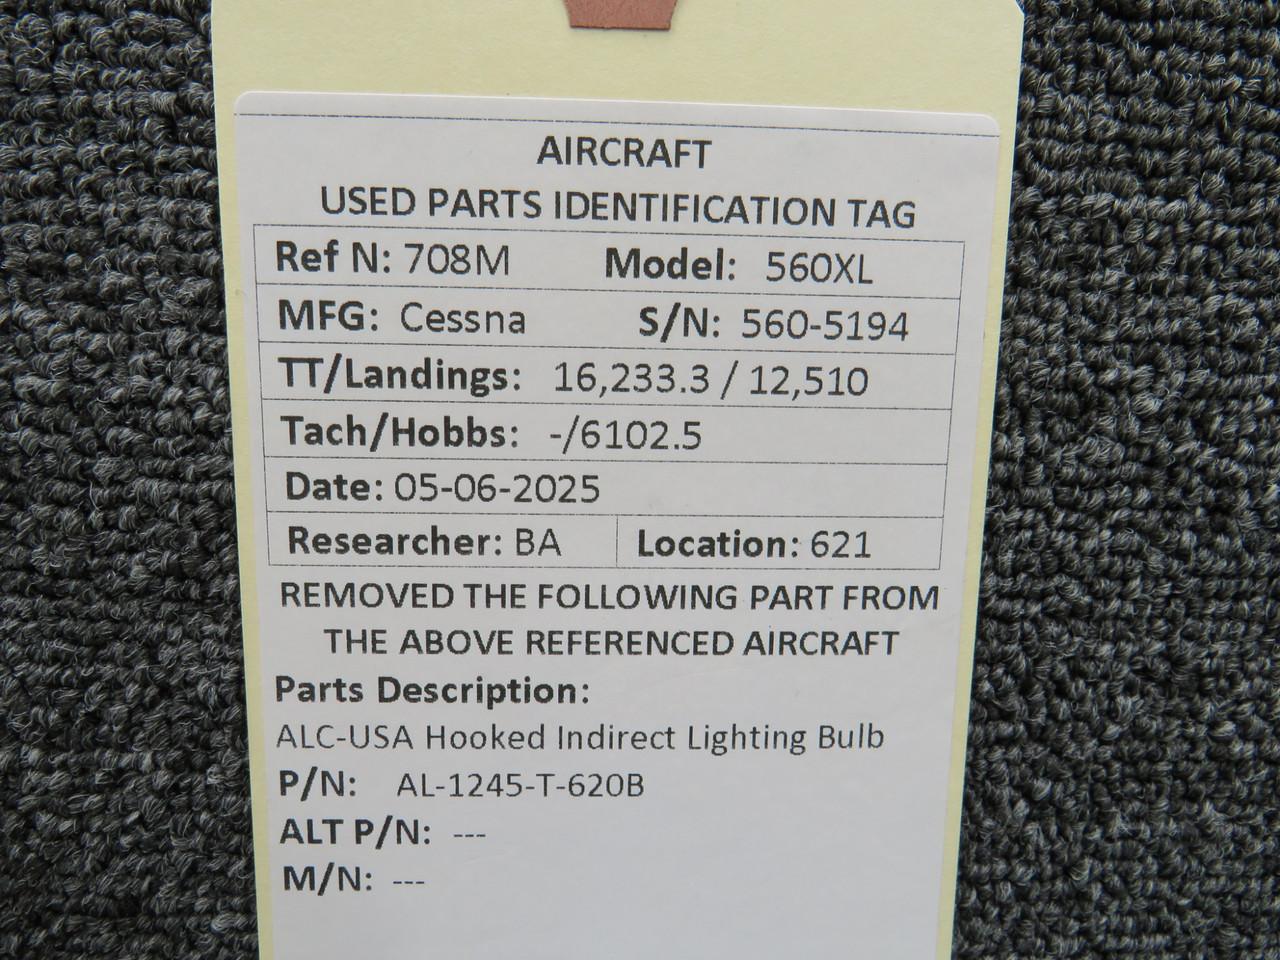 AIRCRAFT
USED PARTS IDENTIFICATION TAG
Ref N: 708M Model: 560XL
MFG: Cessna S/N: 560-5194
TT/Landings: 16,233.3 / 12,510
Tach/Hobbs: -/6102.5
Date: 05-06-2025
Researcher: BA Location: 621
REMOVED THE FOLLOWING PART FROM
THE ABOVE REFERENCED AIRCRAFT
Parts Description:
ALC-USA Hooked Indirect Lighting Bulb
P/N: AL-1245-T-620B
ALT P/N: ---
M/N: ---